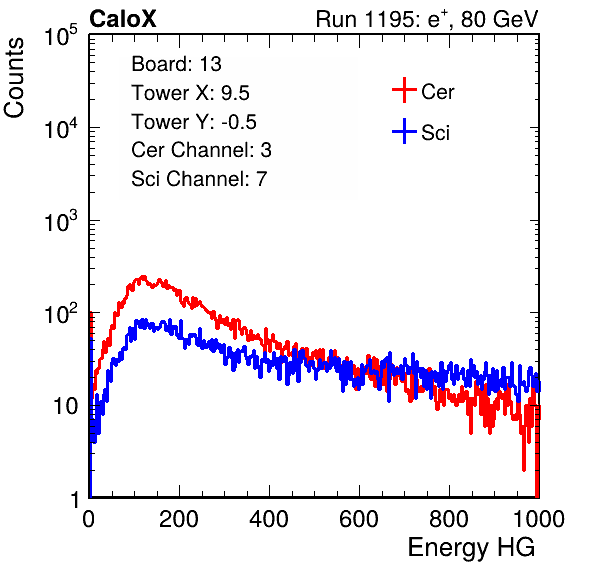 CaloX Run 1195: e⁺, 80 GeV
Counts
10⁵
10⁴
10³
10²
10
1
Board: 13
Tower X: 9.5
Tower Y: -0.5
Cer Channel: 3
Sci Channel: 7
Cer
Sci
0 200 400 600 800 1000
Energy HG